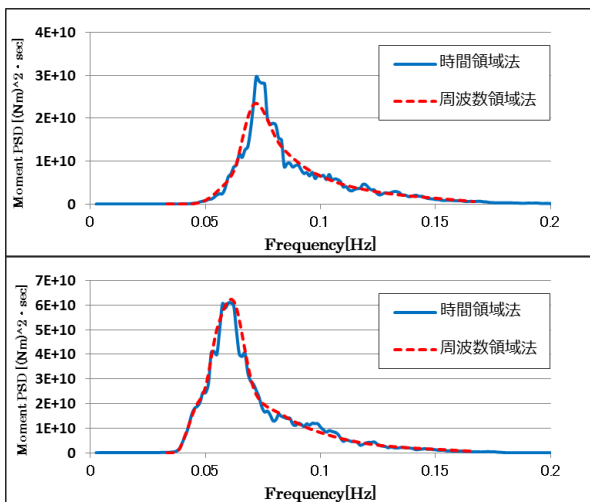 4E+10
3E+10
2E+10
1E+10
0
Moment PSD [(Nm)^2・sec]
時間領域法
周波数領域法
0 0.05 0.1 0.15 0.2
Frequency[Hz]
7E+10
6E+10
5E+10
4E+10
3E+10
2E+10
1E+10
0
Moment PSD [(Nm)^2・sec]
時間領域法
周波数領域法
0 0.05 0.1 0.15 0.2
Frequency[Hz]